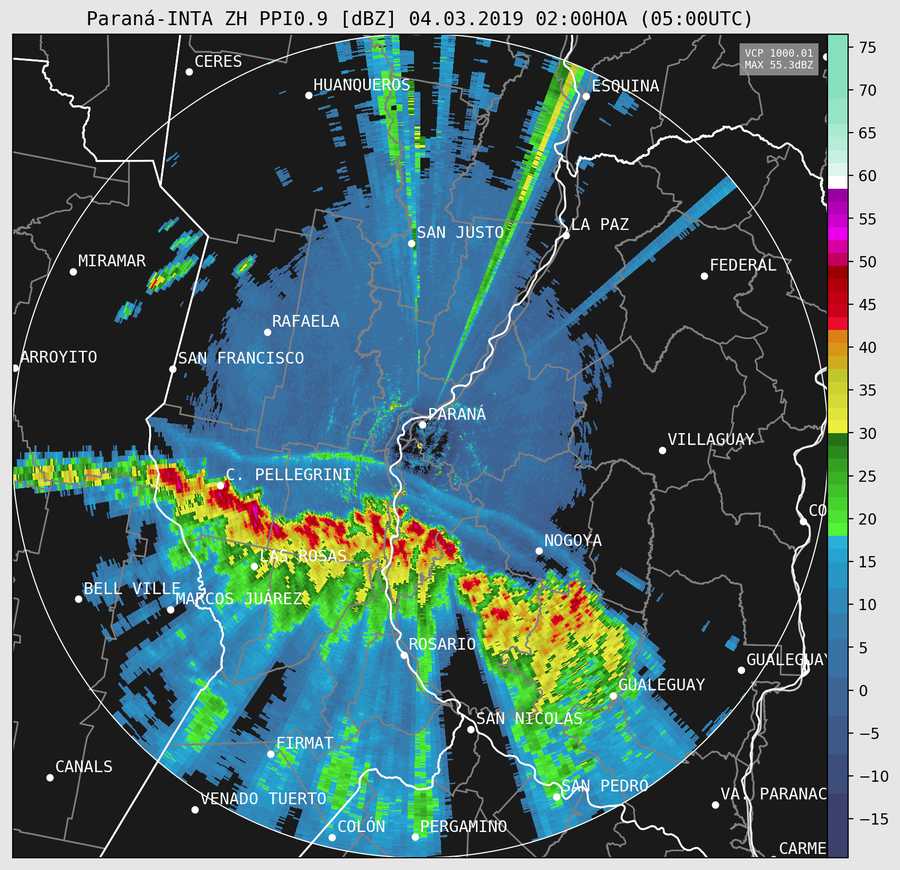 Paraná-INTA ZH PPI0.9 [dBZ] 04.03.2019 02:00HOA (05:00UTC)
VCP 1000.01
MAX 55.3dBZ
75
CERES
HUANQUEROS
ESQUINA
70
65
60
SAN JUSTO
LA PAZ
55
MIRAMAR
FEDERAL
50
RAFAELA
45
ARROYITO
SAN FRANCISCO
40
35
PARANÁ
VILLAGUAY
30
C. PELLEGRINI
25
CO
20
NOGOYA
LAS ROSAS
15
BELL VILLE
MARCOS JUÁREZ
10
ROSARIO
5
GUALEGUAY
GUALEGUAY
0
SAN NICOLÁS
-5
FIRMAT
CANALS
-10
SAN PEDRO
VENADO TUERTO
VA. PARANAC
-15
COLÓN
PERGAMINO
CARME